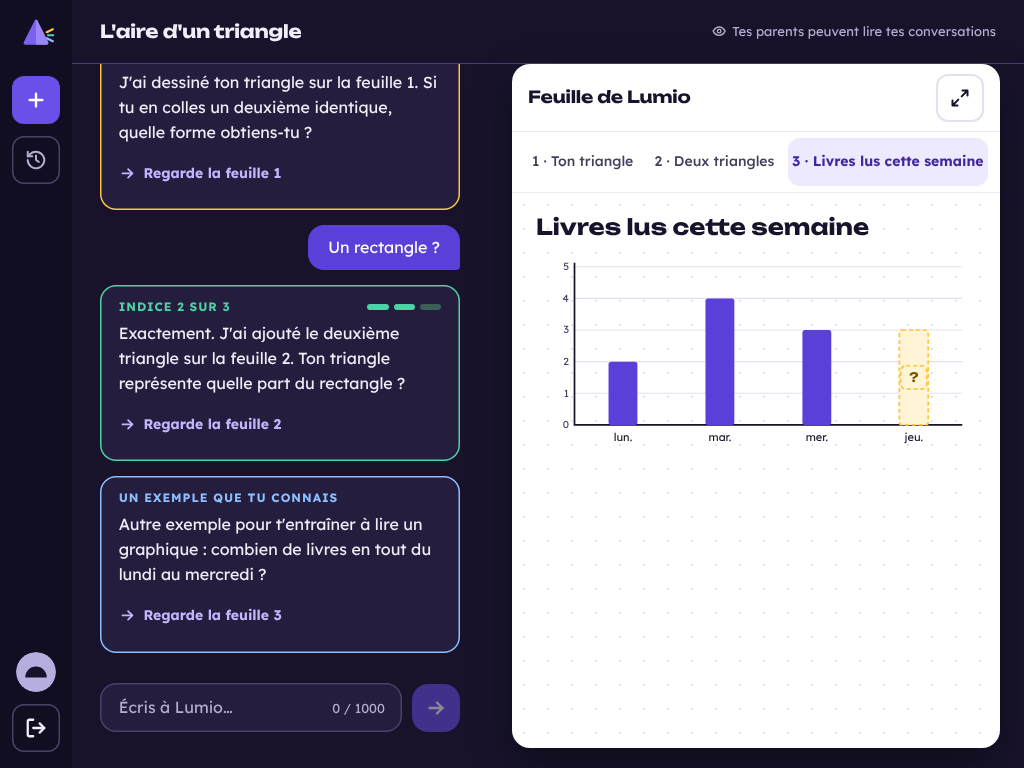 L'aire d'un triangle
Tes parents peuvent lire tes conversations
J'ai dessiné ton triangle sur la feuille 1. Si
tu en colles un deuxième identique,
quelle forme obtiens-tu ?
→ Regarde la feuille 1
Un rectangle ?
INDICE 2 SUR 3
Exactement. J'ai ajouté le deuxième
triangle sur la feuille 2. Ton triangle
représente quelle part du rectangle ?
→ Regarde la feuille 2
UN EXEMPLE QUE TU CONNAIS
Autre exemple pour t'entraîner à lire un
graphique : combien de livres en tout du
lundi au mercredi ?
→ Regarde la feuille 3
Écris à Lumio... 0 / 1000
Feuille de Lumio
1 · Ton triangle 2 · Deux triangles 3 · Livres lus cette semaine
Livres lus cette semaine
5
4
3
2
1
0
?
lun. mar. mer. jeu.